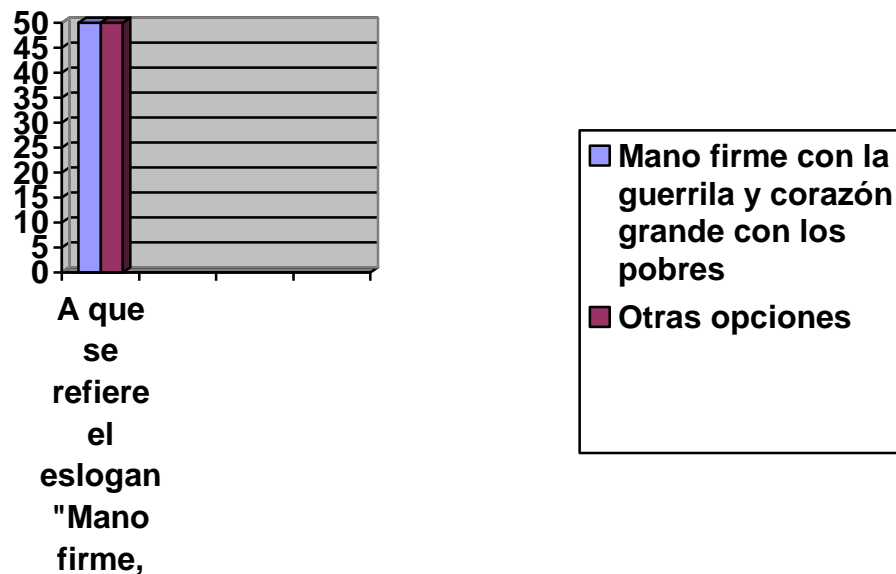 50
45
40
35
30
25
20
15
10
5
0
A que
se
refiere
el
eslogan
"Mano
firme,
Mano firme con la
guerrila y corazón
grande con los
pobres
Otras opciones